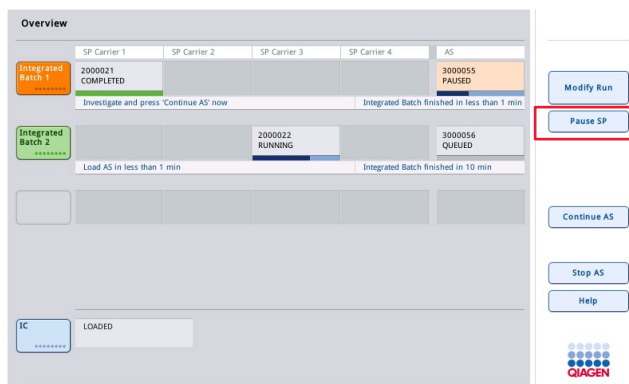 Overview
SP Carrier 1 SP Carrier 2 SP Carrier 3 SP Carrier 4 AS
Integrated
Batch 1
********
2000021
COMPLETED
3000055
PAUSED
Investigate and press 'Continue AS' now
Integrated Batch finished in less than 1 min
Integrated
Batch 2
********
2000022
RUNNING
3000056
QUEUED
Load AS in less than 1 min
Integrated Batch finished in 10 min
IC
********
LOADED
Modify Run
Pause SP
Continue AS
Stop AS
Help
QIAGEN